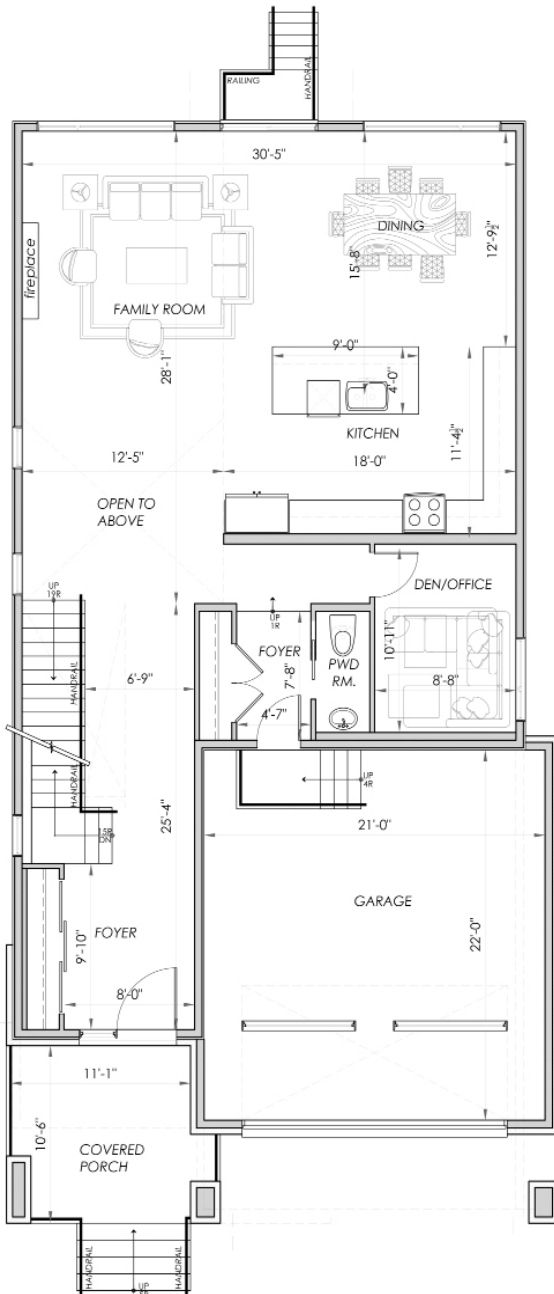 RAILING
HANDRAIL
30'-5"
DINING
12'-9½"
15'-8"
fireplace
FAMILY ROOM
28'-1"
9'-0"
4'-0"
KITCHEN
11'-4½"
12'-5"
18'-0"
OPEN TO
ABOVE
UP
19R
DEN/OFFICE
UP
1R
FOYER
PWD
RM.
10'-11"
8'-8"
7'-8"
4'-7"
6'-9"
HANDRAIL
HANDRAIL
UP
4R
25'-4"
21'-0"
GARAGE
22'-0"
FOYER
9'-10"
8'-0"
11'-1"
10'-6"
COVERED
PORCH
HANDRAIL
HANDRAIL
UP